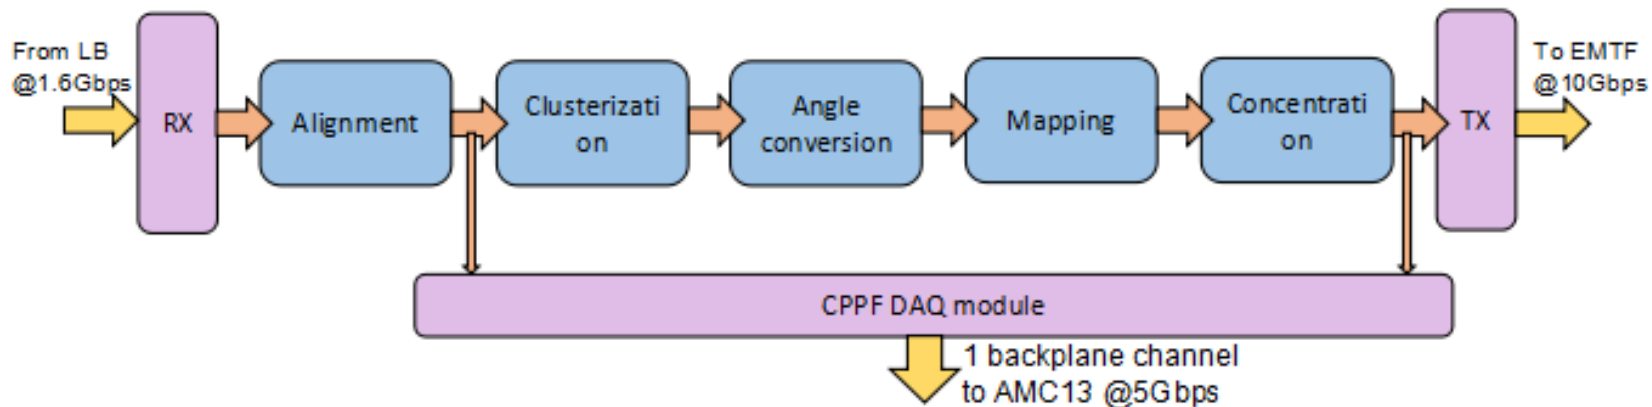 From LB
@1.6Gbps
RX
Alignment
Clusterizati
on
Angle
conversion
Mapping
Concentrati
on
TX
To EMTF
@10Gbps
CPPF DAQ module
1 backplane channel
to AMC13 @5Gbps